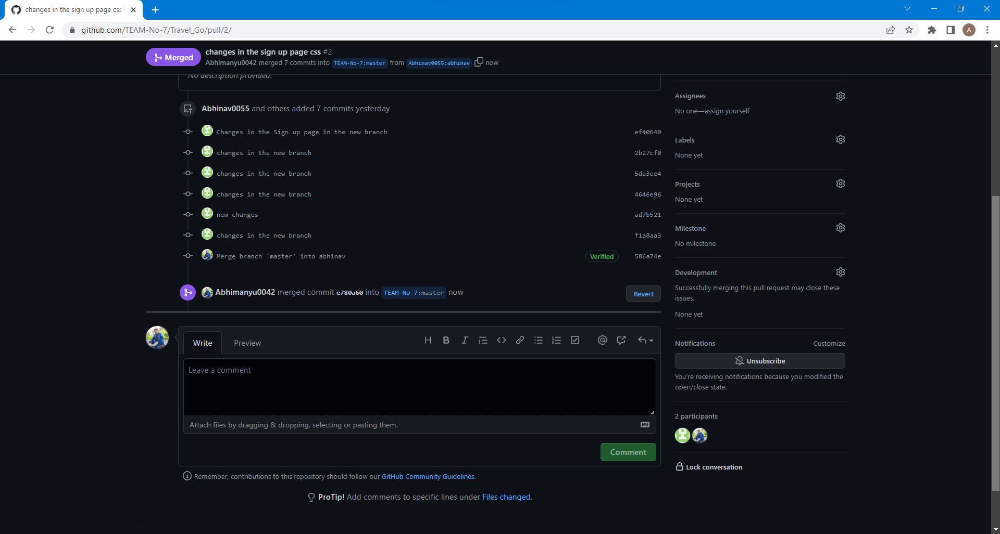 changes in the sign up page css b
github.com/TEAM-No-7/Travel_Go/pull/2/
A
Merged
changes in the sign up page css #2
Abhimanyu0042 merged 7 commits into TEAM-No-7:master from Abhinav0055:abhinav now
No description provided.
Abhinav0055 and others added 7 commits yesterday
Changes in the Sign up page in the new branch ef40640
changes in the new branch 2b27cf0
changes in the new branch 5da3ee4
changes in the new branch 4646e96
new changes ad7b521
changes in the new branch f1a8aa3
Merge branch 'master' into abhinav Verified 586a74e
Abhimanyu0042 merged commit e780a60 into TEAM-No-7:master now Revert
Write Preview
Leave a comment
Attach files by dragging & dropping, selecting or pasting them.
Comment
Remember, contributions to this repository should follow our GitHub Community Guidelines.
ProTip! Add comments to specific lines under Files changed.
Assignees
No one—assign yourself
Labels
None yet
Projects
None yet
Milestone
No milestone
Development
Successfully merging this pull request may close these
issues.
None yet
Notifications Customize
Unsubscribe
You're receiving notifications because you modified the
open/close state.
2 participants
Lock conversation